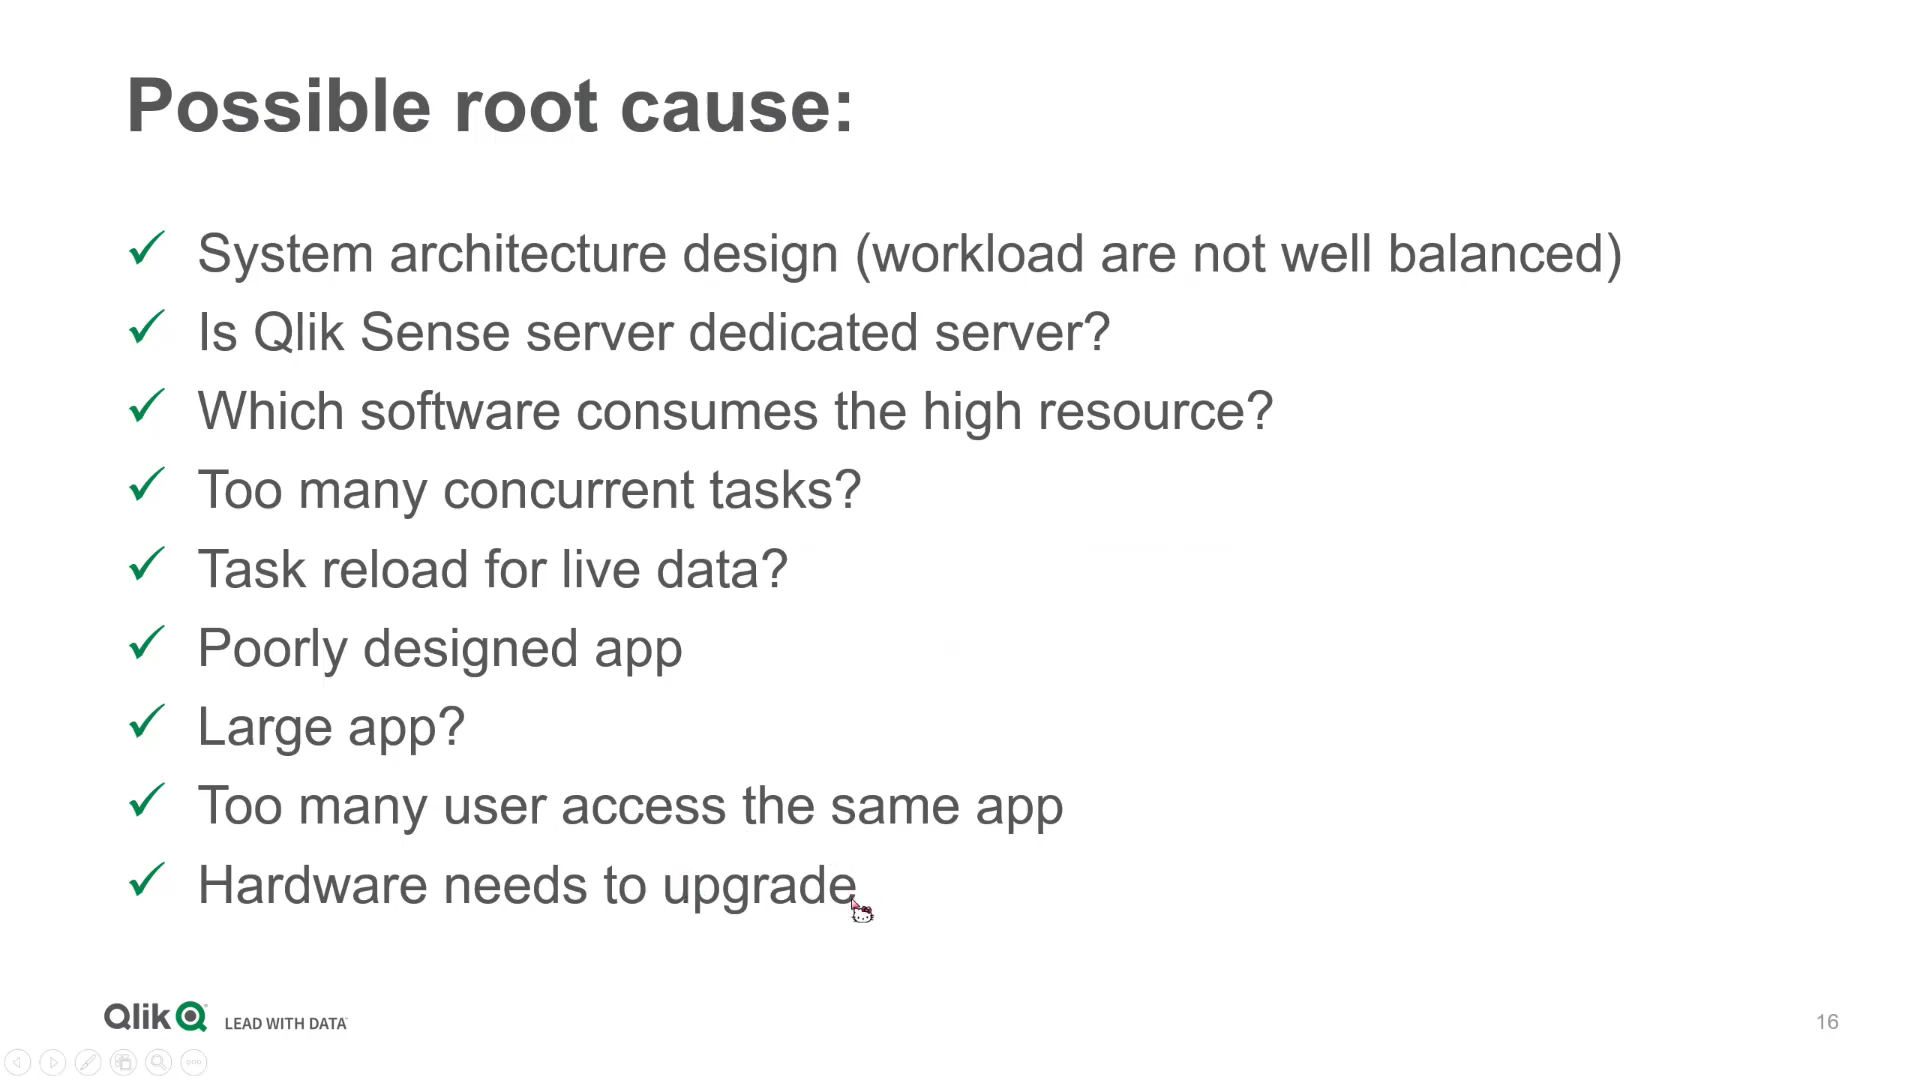 Possible root cause:
System architecture design (workload are not well balanced)
Is Qlik Sense server dedicated server?
Which software consumes the high resource?
Too many concurrent tasks?
Task reload for live data?
Poorly designed app
Large app?
Too many user access the same app
Hardware needs to upgrade
Qlik LEAD WITH DATA
16